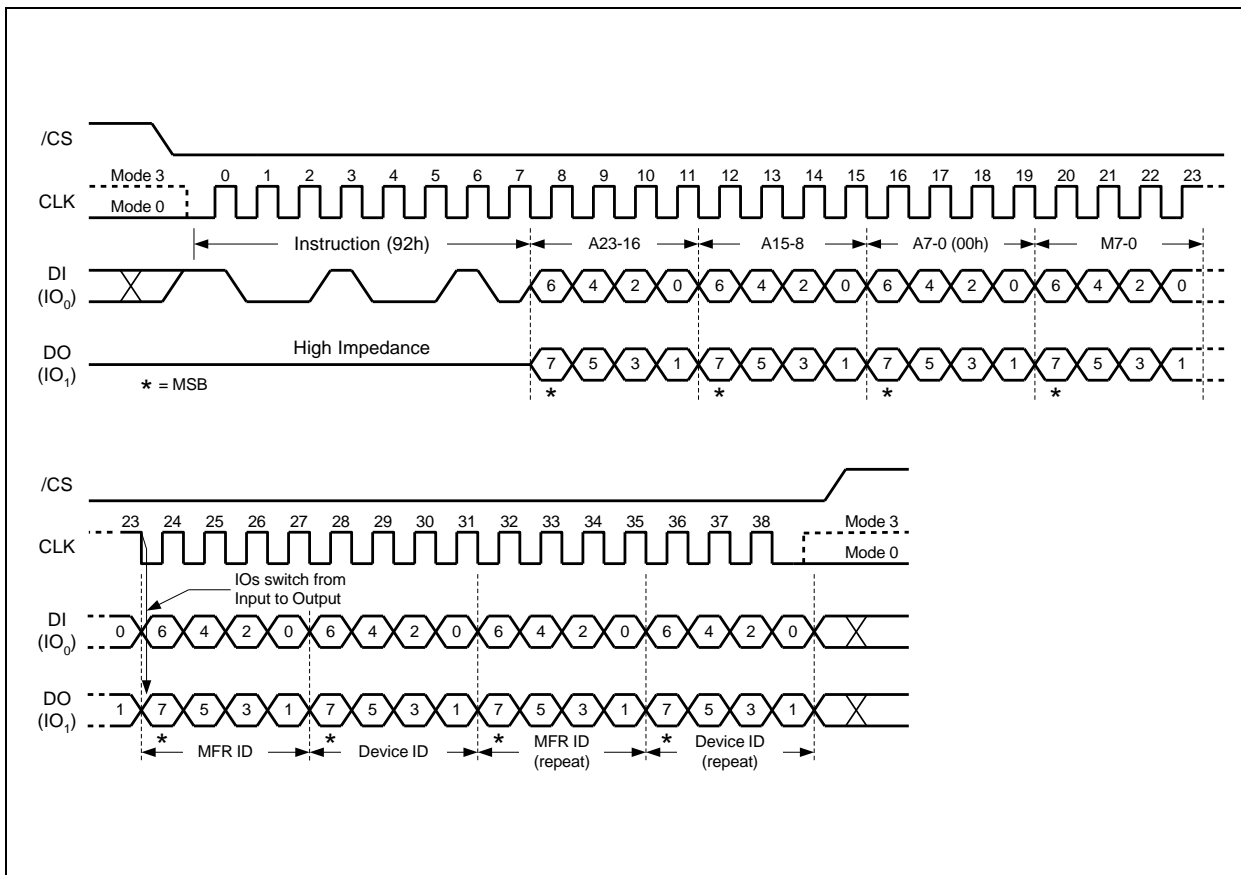 /CS
Mode 3
0 1 2 3 4 5 6 7 8 9 10 11 12 13 14 15 16 17 18 19 20 21 22 23
CLK
Mode 0
Instruction (92h) A23-16 A15-8 A7-0 (00h) M7-0
DI
(IO0)
6 4 2 0 6 4 2 0 6 4 2 0 6 4 2 0
High Impedance
DO
(IO1)
7 5 3 1 7 5 3 1 7 5 3 1 7 5 3 1
* = MSB
* * * *
/CS
23 24 25 26 27 28 29 30 31 32 33 34 35 36 37 38
Mode 3
CLK
Mode 0
IOs switch from
Input to Output
DI
(IO0)
0 6 4 2 0 6 4 2 0 6 4 2 0 6 4 2 0
DO
(IO1)
1 7 5 3 1 7 5 3 1 7 5 3 1 7 5 3 1
* * * *
MFR ID Device ID MFR ID Device ID
(repeat) (repeat)